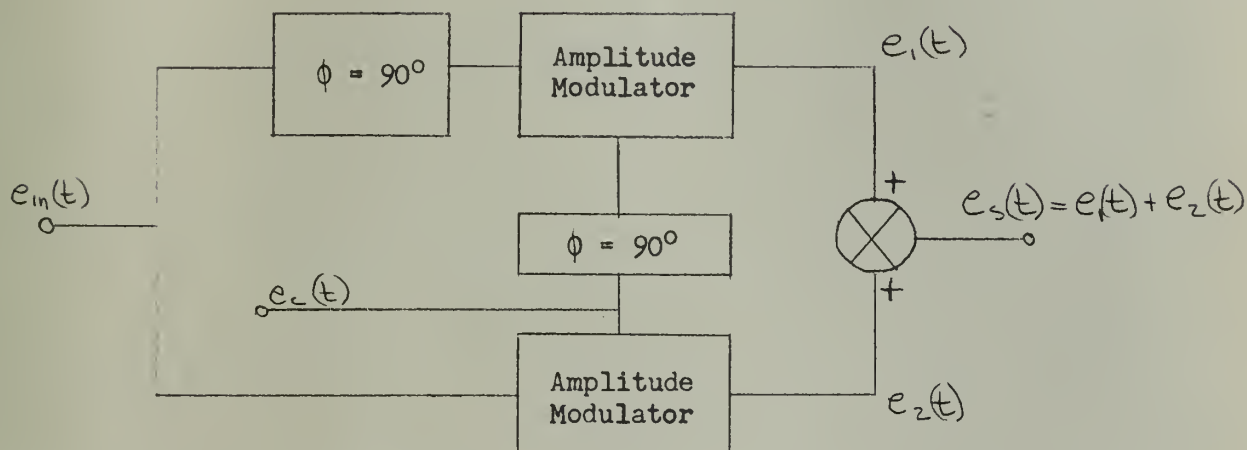 ϕ = 90°
Amplitude
Modulator
e₁(t)
e_in(t)
ϕ = 90°
e_s(t) = e₁(t) + e₂(t)
+
e_c(t)
+
Amplitude
Modulator
e₂(t)